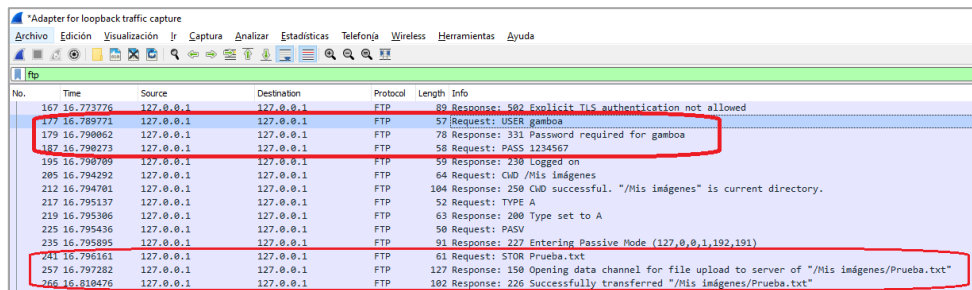 *Adapter for loopback traffic capture
Archivo Edición Visualización Ir Captura Analizar Estadísticas Telefonía Wireless Herramientas Ayuda
ftp
No. Time Source Destination Protocol Length Info
167 16.773776 127.0.0.1 127.0.0.1 FTP 89 Response: 502 Explicit TLS authentication not allowed
177 16.789771 127.0.0.1 127.0.0.1 FTP 57 Request: USER gamboa
179 16.790062 127.0.0.1 127.0.0.1 FTP 78 Response: 331 Password required for gamboa
187 16.790273 127.0.0.1 127.0.0.1 FTP 58 Request: PASS 1234567
195 16.790709 127.0.0.1 127.0.0.1 FTP 59 Response: 230 Logged on
205 16.794292 127.0.0.1 127.0.0.1 FTP 64 Request: CWD /Mis imágenes
212 16.794701 127.0.0.1 127.0.0.1 FTP 104 Response: 250 CWD successful. "/Mis imágenes" is current directory.
217 16.795137 127.0.0.1 127.0.0.1 FTP 52 Request: TYPE A
219 16.795306 127.0.0.1 127.0.0.1 FTP 63 Response: 200 Type set to A
225 16.795436 127.0.0.1 127.0.0.1 FTP 50 Request: PASV
235 16.795895 127.0.0.1 127.0.0.1 FTP 91 Response: 227 Entering Passive Mode (127,0,0,1,192,191)
241 16.796161 127.0.0.1 127.0.0.1 FTP 61 Request: STOR Prueba.txt
257 16.797282 127.0.0.1 127.0.0.1 FTP 127 Response: 150 Opening data channel for file upload to server of "/Mis imágenes/Prueba.txt"
266 16.810476 127.0.0.1 127.0.0.1 FTP 102 Response: 226 Successfully transferred "/Mis imágenes/Prueba.txt"